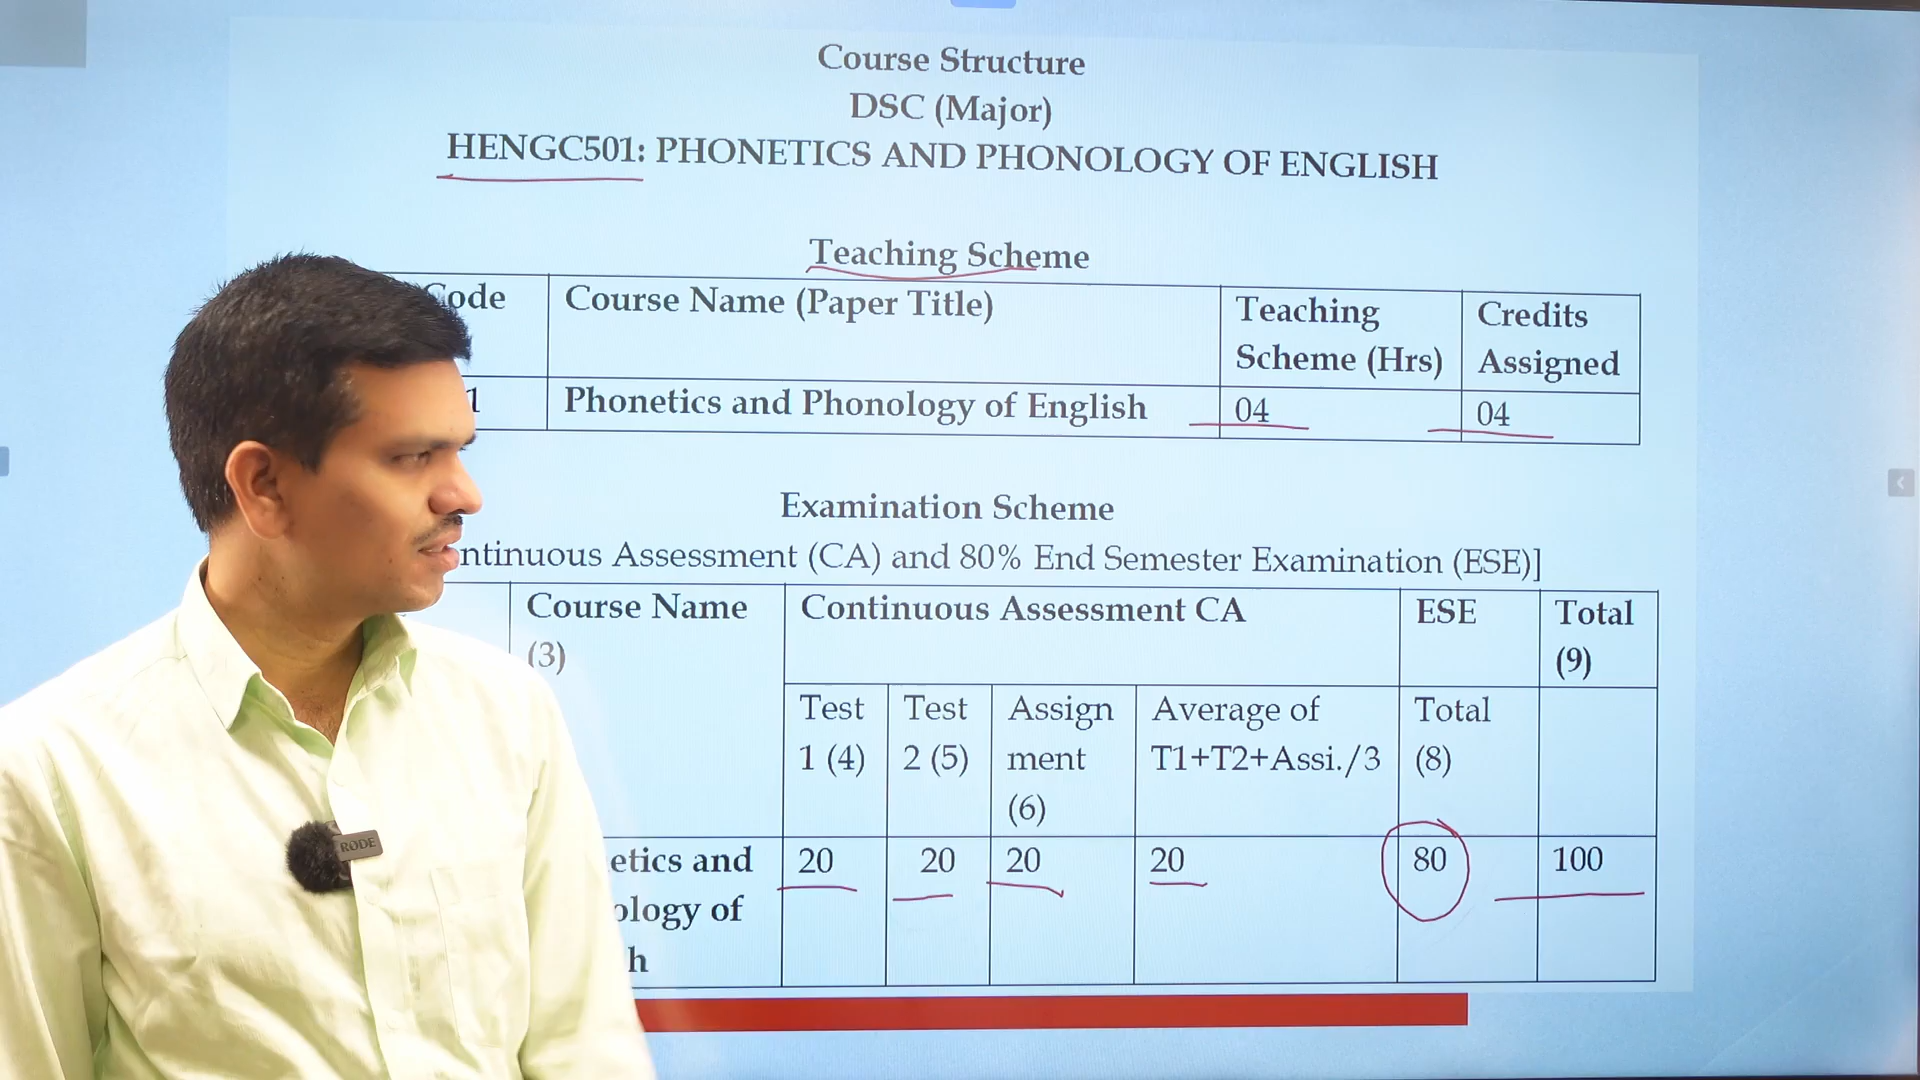 Course Structure
DSC (Major)
HENGC501: PHONETICS AND PHONOLOGY OF ENGLISH
Teaching Scheme
Code Course Name (Paper Title) Teaching Scheme (Hrs) Credits Assigned
1 Phonetics and Phonology of English 04 04
Examination Scheme
ntinuous Assessment (CA) and 80% End Semester Examination (ESE)]
Course Name (3) Continuous Assessment CA ESE Total (9)
Test 1 (4) Test 2 (5) Assign ment (6) Average of T1+T2+Assi./3 Total (8)
etics and 20 20 20 20 80 100
ology of
h
RODE